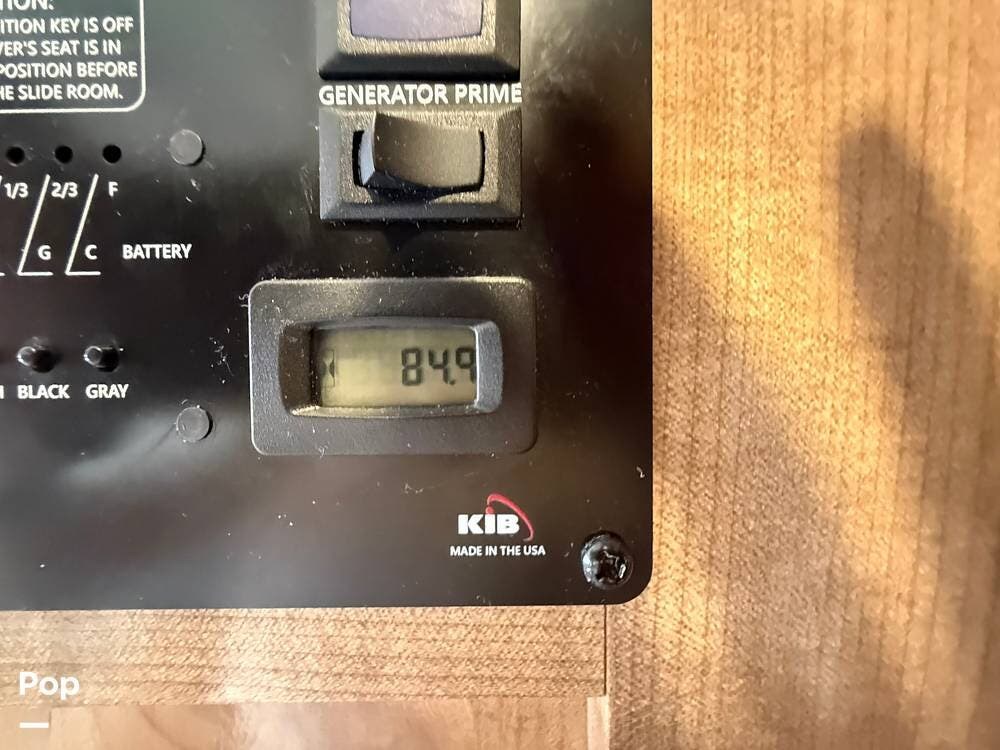 ITION KEY IS OFF
VER'S SEAT IS IN
POSITION BEFORE
HE SLIDE ROOM.
GENERATOR PRIME
1/3 2/3 F
G C BATTERY
84.9
BLACK GRAY
KIB
MADE IN THE USA
Pop